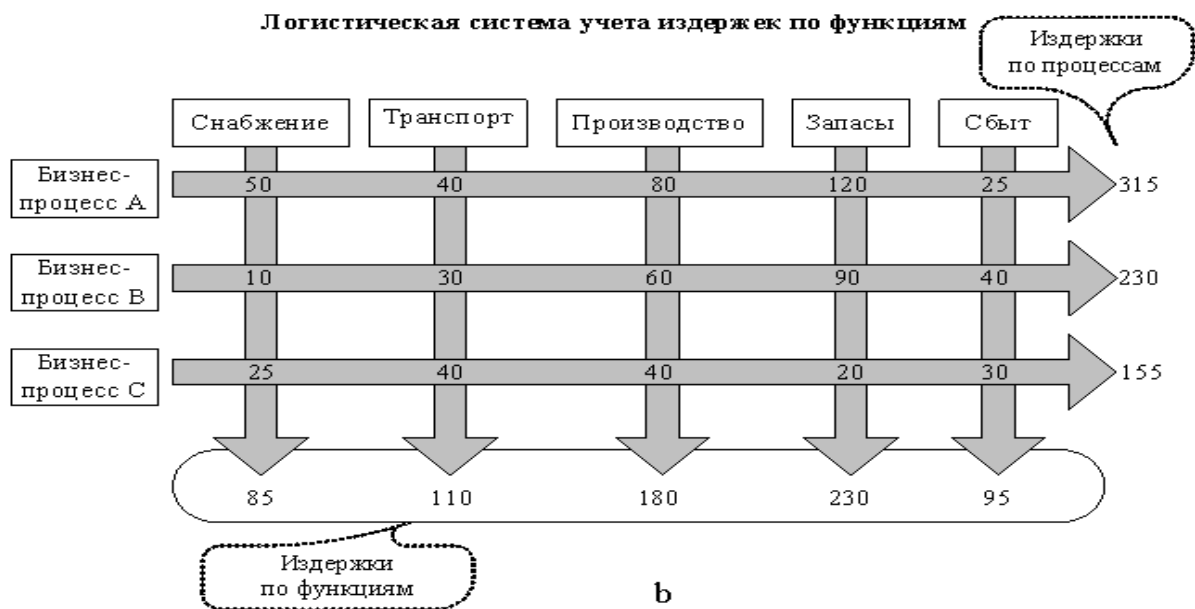 Логистическая система учета издержек по функциям
Издержки
по процессам
Снабжение
Транспорт
Производство
Запасы
Сбыт
Бизнес-
процесс А
50
40
80
120
25
315
Бизнес-
процесс В
10
30
60
90
40
230
Бизнес-
процесс С
25
40
40
20
30
155
85
110
180
230
95
Издержки
по функциям
b